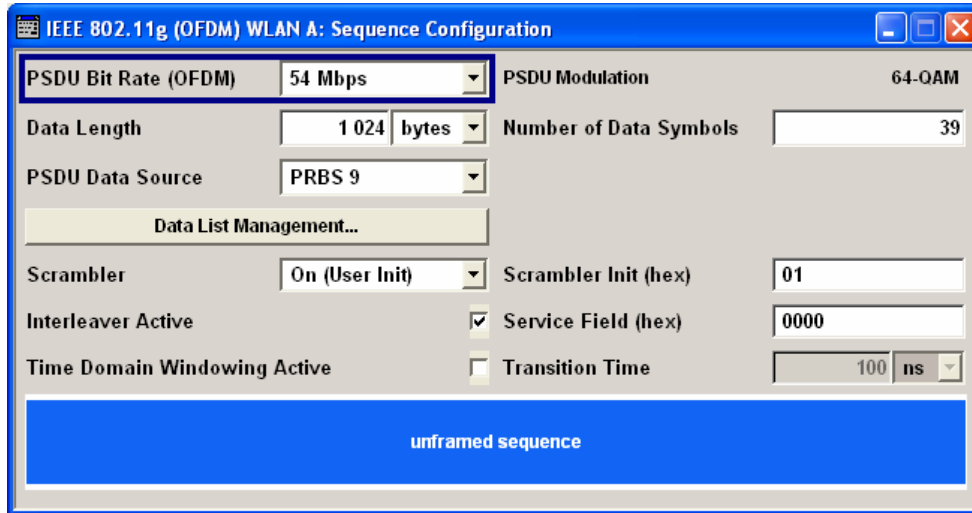 IEEE 802.11g (OFDM) WLAN A: Sequence Configuration
PSDU Bit Rate (OFDM) 54 Mbps PSDU Modulation 64-QAM
Data Length 1 024 bytes Number of Data Symbols 39
PSDU Data Source PRBS 9
Data List Management...
Scrambler On (User Init) Scrambler Init (hex) 01
Interleaver Active Service Field (hex) 0000
Time Domain Windowing Active Transition Time 100 ns
unframed sequence